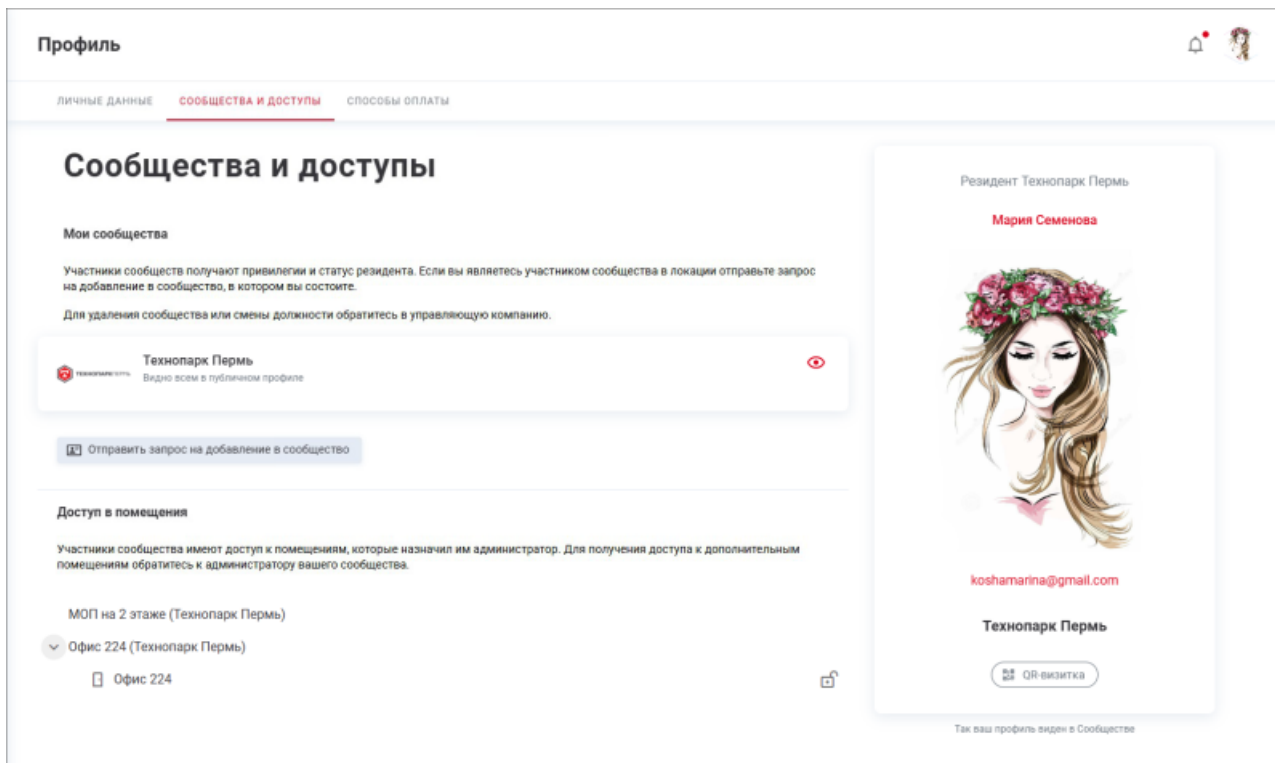 Профиль
ЛИЧНЫЕ ДАННЫЕ
СООБЩЕСТВА И ДОСТУПЫ
СПОСОБЫ ОПЛАТЫ
Сообщества и доступы
Мои сообщества
Участники сообществ получают привилегии и статус резидента. Если вы являетесь участником сообщества в локации отправьте запрос
на добавление в сообщество, в котором вы состоите.
Для удаления сообщества или смены должности обратитесь в управляющую компанию.
ТЕХНОПАРК ПЕРМЬ
Технопарк Пермь
Видно всем в публичном профиле
Отправить запрос на добавление в сообщество
Доступ в помещения
Участники сообщества имеют доступ к помещениям, которые назначил им администратор. Для получения доступа к дополнительным
помещениям обратитесь к администратору вашего сообщества.
МОП на 2 этаже (Технопарк Пермь)
Офис 224 (Технопарк Пермь)
Офис 224
Резидент Технопарк Пермь
Мария Семенова
koshamarina@gmail.com
Технопарк Пермь
QR-визитка
Так ваш профиль виден в Сообществе